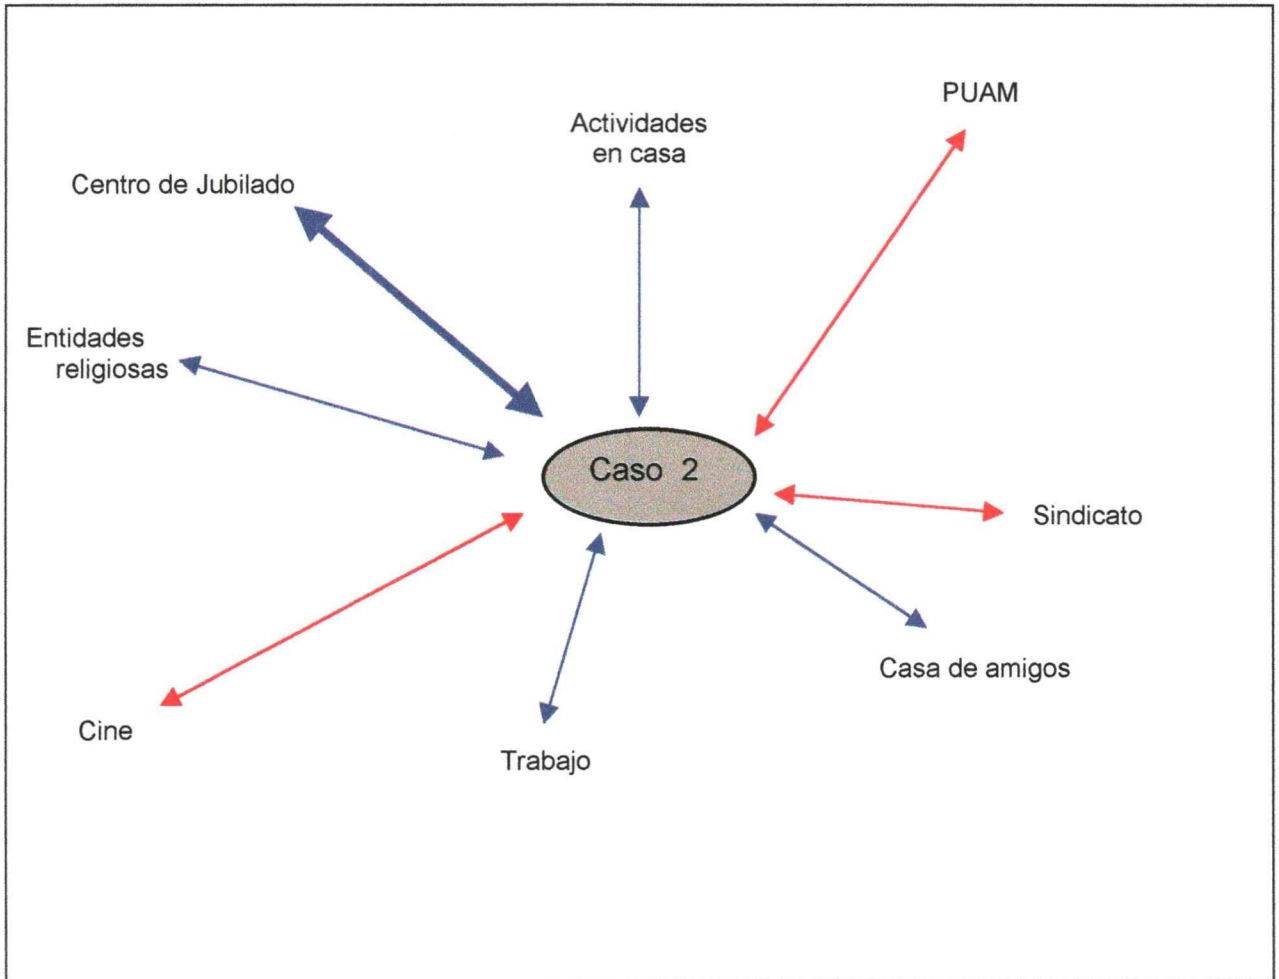 PUAM
Actividades
en casa
Centro de Jubilado
Entidades
religiosas
Caso 2
Sindicato
Casa de amigos
Cine
Trabajo